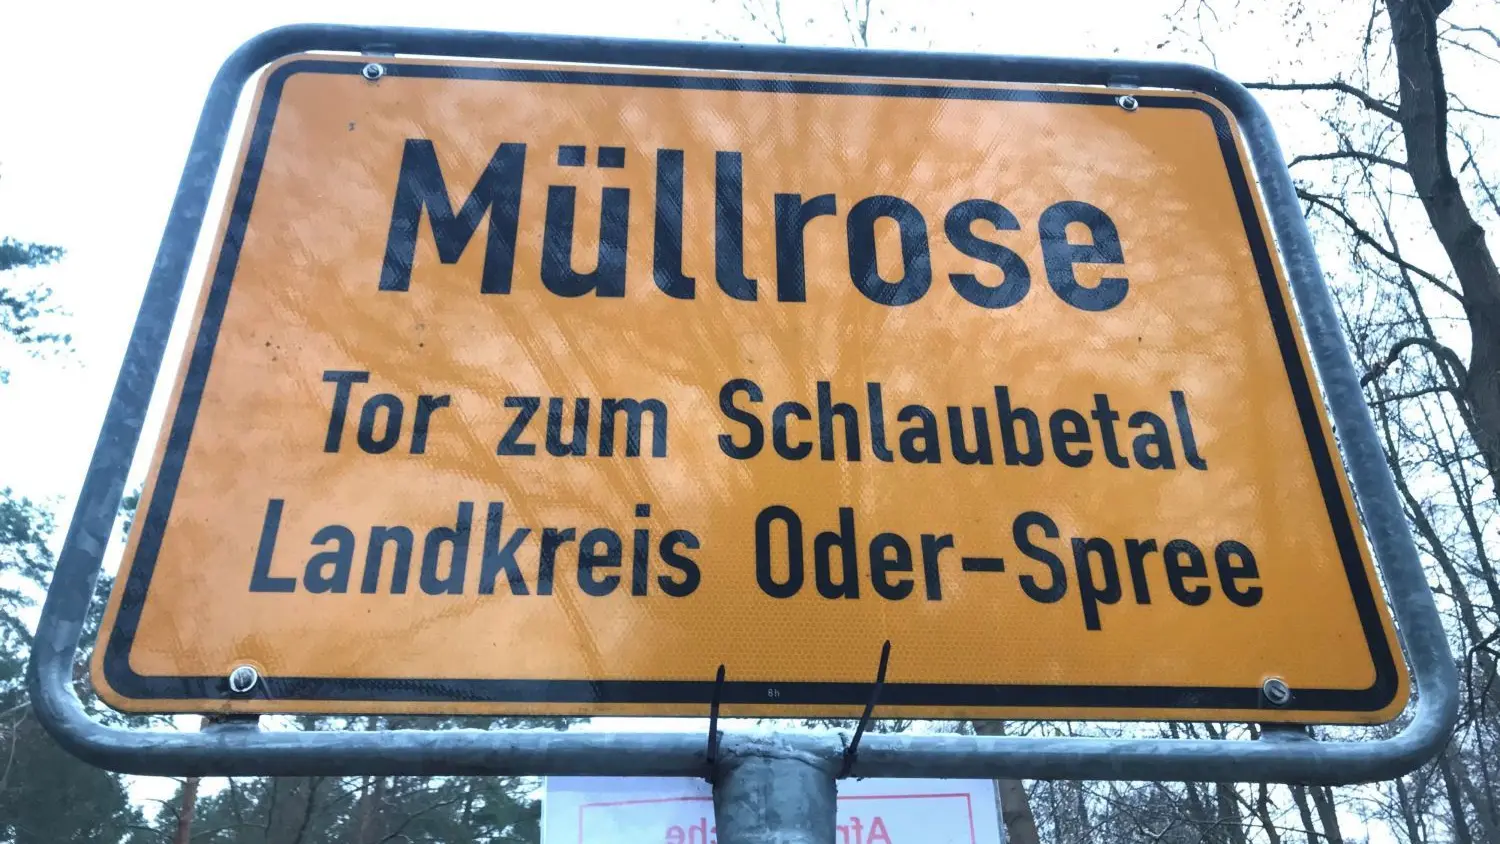 Müllrose
Tor zum Schlaubetal
Landkreis Oder-Spree